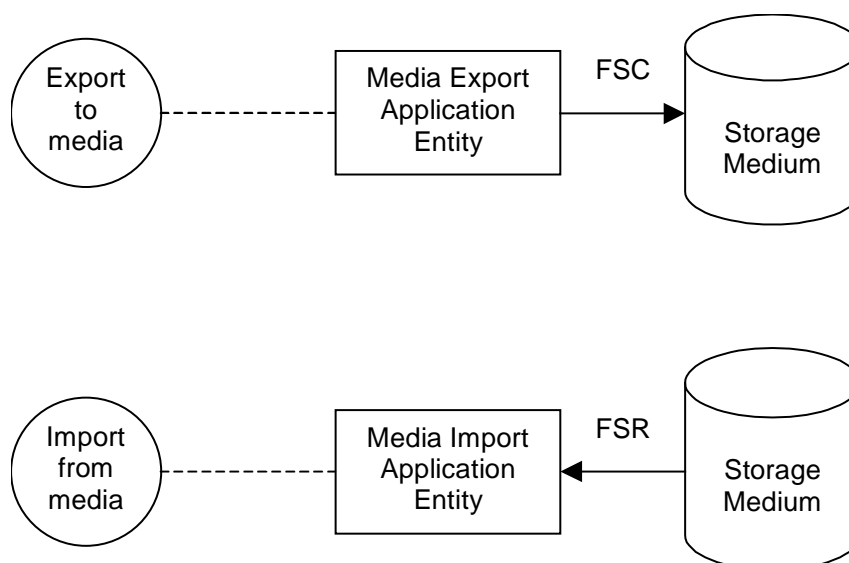 Export
to
media
Media Export
Application
Entity
FSC
Storage
Medium
Import
from
media
Media Import
Application
Entity
FSR
Storage
Medium